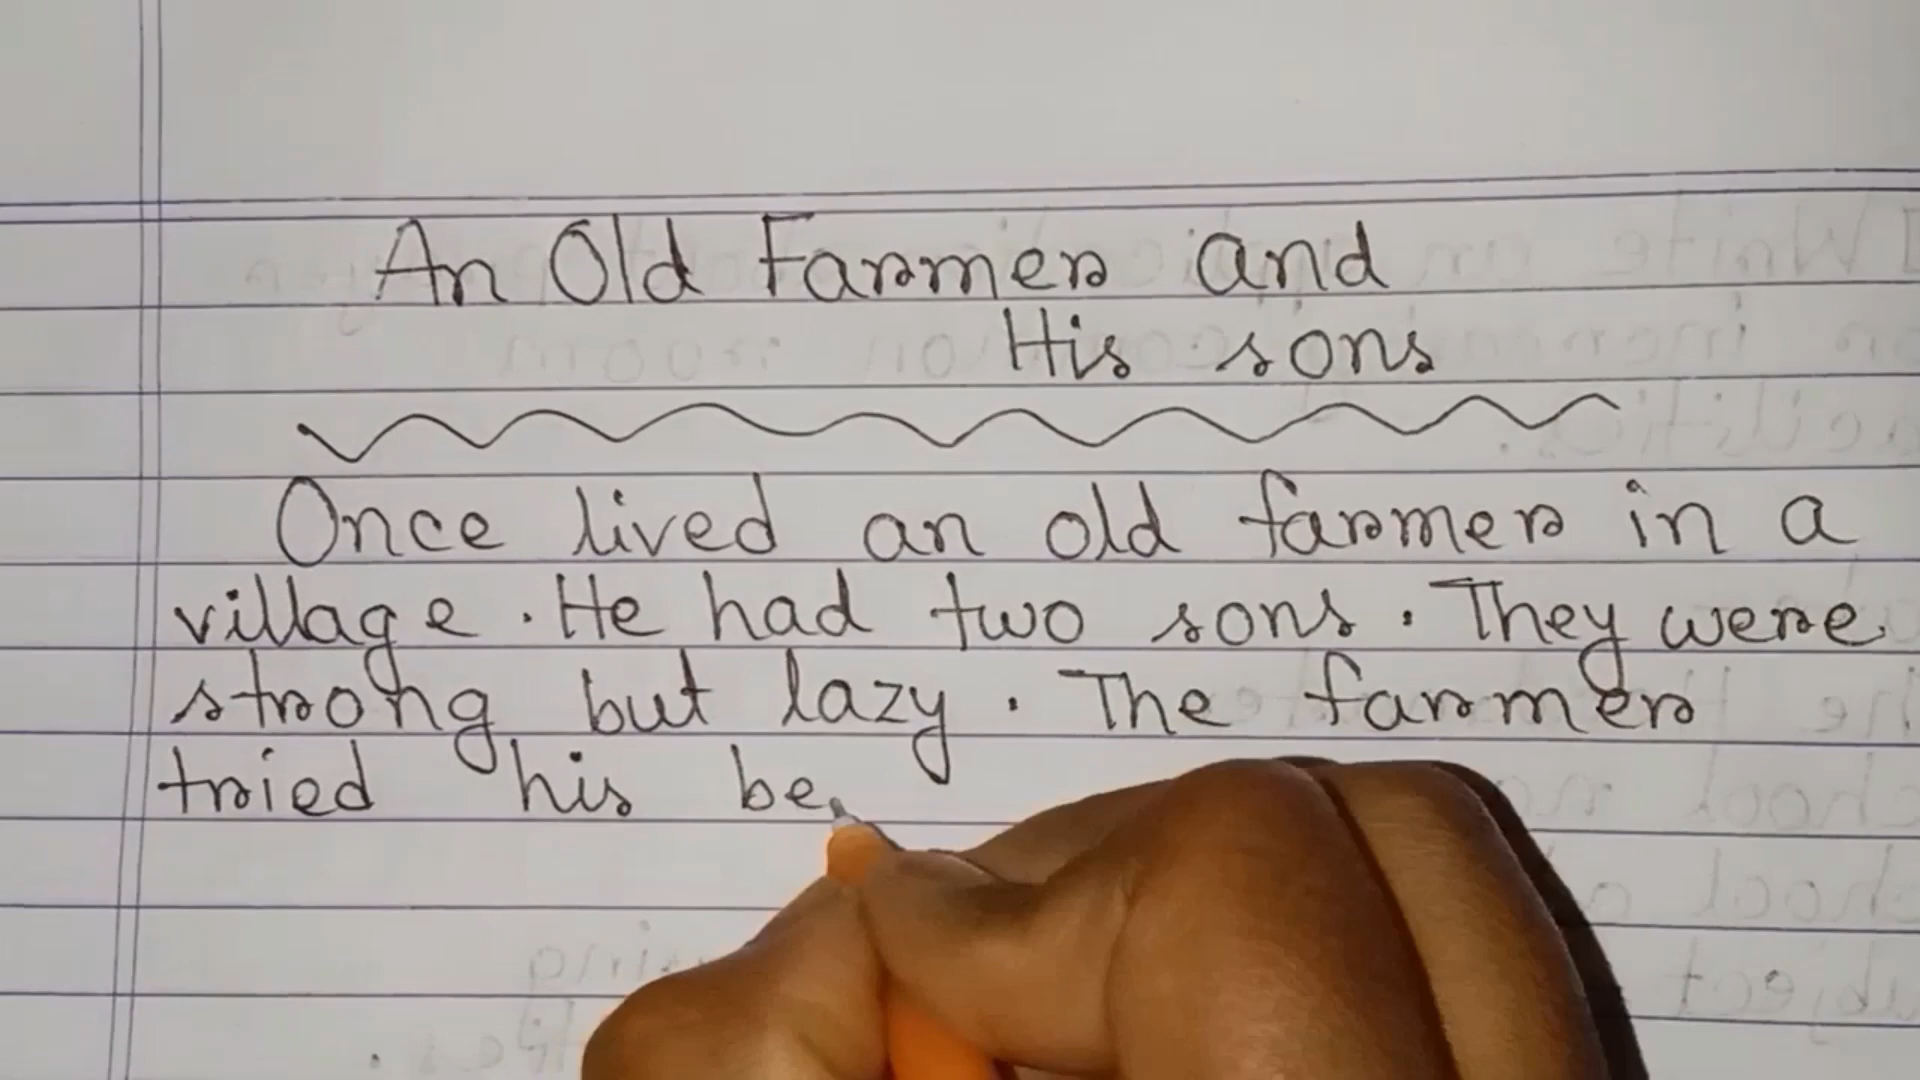 An Old Farmer and
His sons
Once lived an old farmer in a
village. He had two sons. They were
strong but lazy. The farmer
tried his be